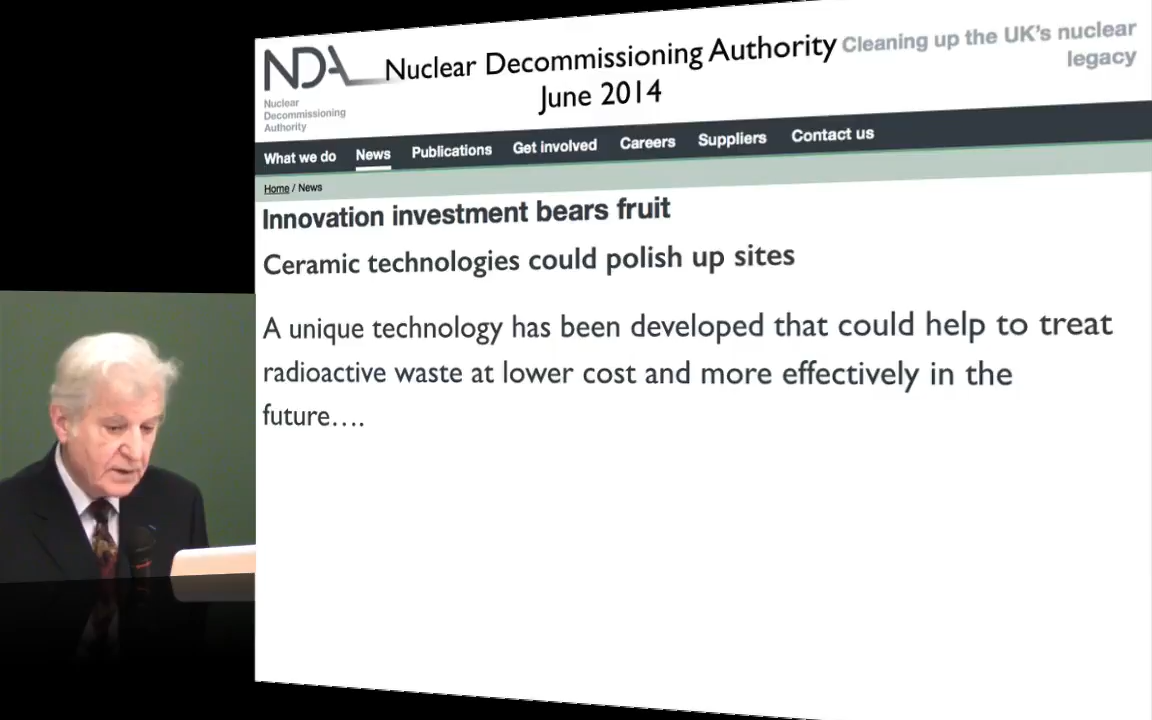 NDA
Nuclear
Decommissioning
Authority
Nuclear Decommissioning Authority
June 2014
Cleaning up the UK's nuclear
legacy
What we do News Publications Get involved Careers Suppliers Contact us
Home / News
Innovation investment bears fruit
Ceramic technologies could polish up sites
A unique technology has been developed that could help to treat
radioactive waste at lower cost and more effectively in the
future....